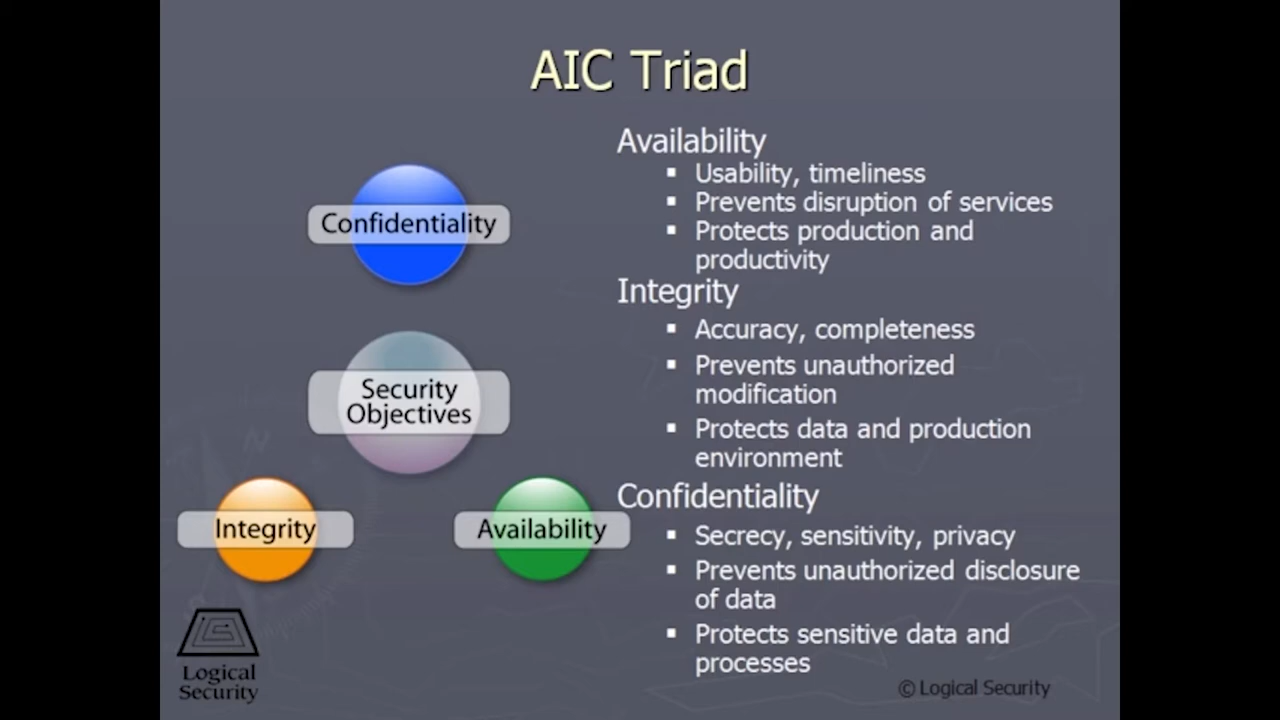 AIC Triad
Confidentiality
Security
Objectives
Integrity
Availability
Availability
▪ Usability, timeliness
▪ Prevents disruption of services
▪ Protects production and
productivity
Integrity
▪ Accuracy, completeness
▪ Prevents unauthorized
modification
▪ Protects data and production
environment
Confidentiality
▪ Secrecy, sensitivity, privacy
▪ Prevents unauthorized disclosure
of data
▪ Protects sensitive data and
processes
Logical
Security
© Logical Security
N